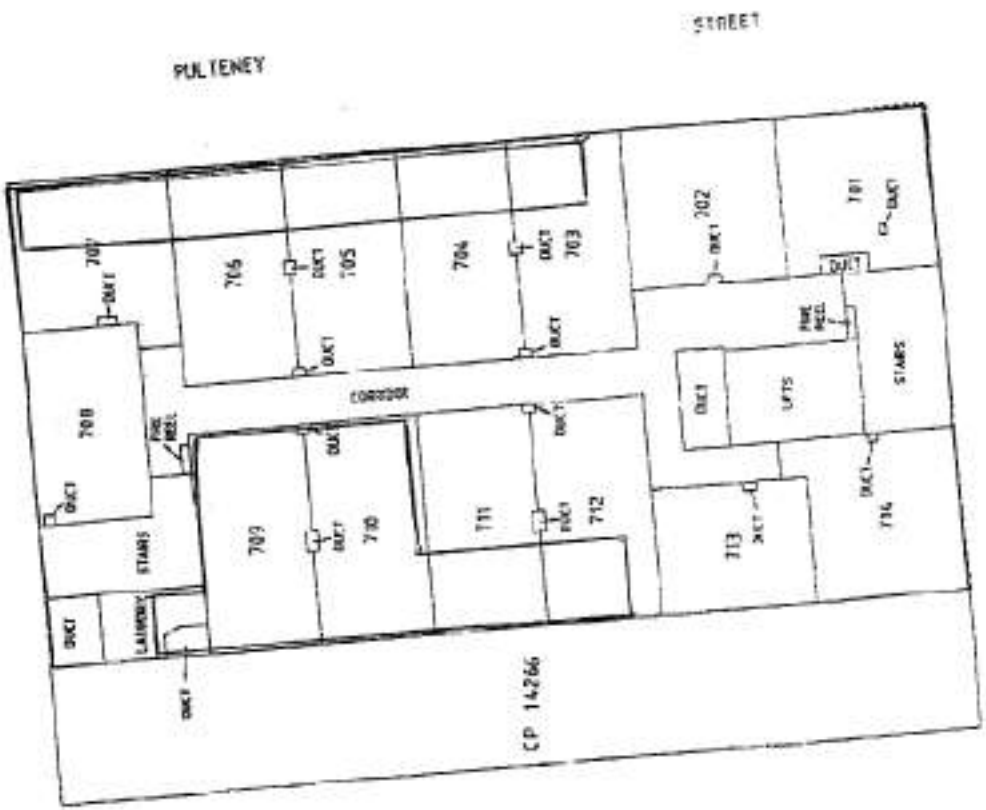 STREET
PULTENEY
701
DUCT
702
DUCT
DUCT
703
DUCT
704
DUCT
705
DUCT
706
DUCT
707
DUCT
708
DUCT
FIRE REEL
FIRE REEL
CORRIDOR
DUCT
LIFTS
STAIRS
DUCT
714
713
DUCT
712
DUCT
DUCT
711
710
DUCT
DUCT
709
STAIRS
LAUNDRY
DUCT
DUCT
CP 14266